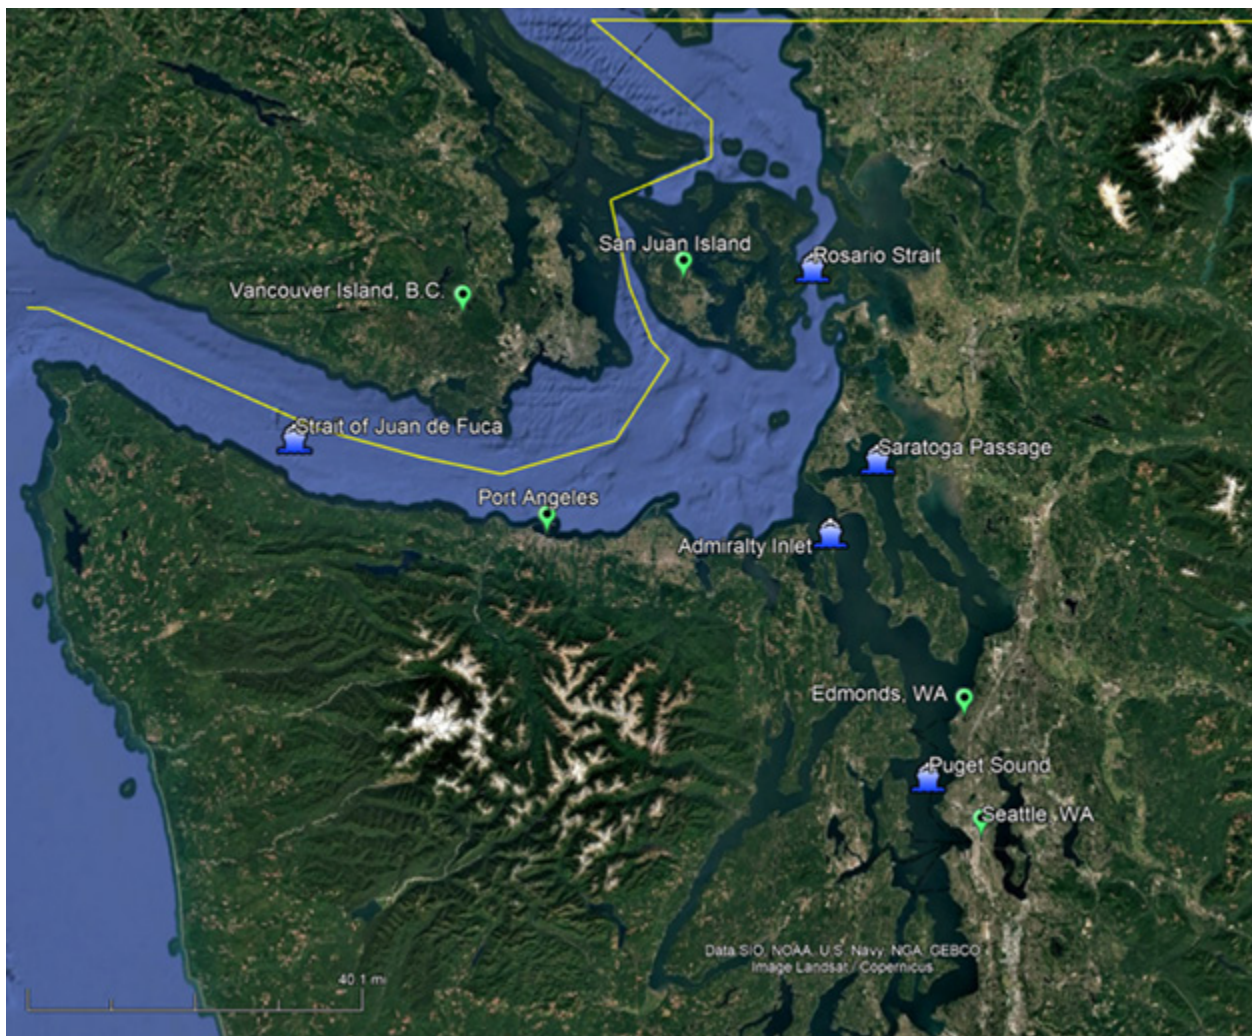 San Juan Island
Rosario Strait
Vancouver Island, B.C.
Strait of Juan de Fuca
Saratoga Passage
Port Angeles
Admiralty Inlet
Edmonds, WA
Puget Sound
Seattle, WA
Data SIO, NOAA, U.S. Navy, NGA, GEBCO
Image Landsat / Copernicus
40.1 mi